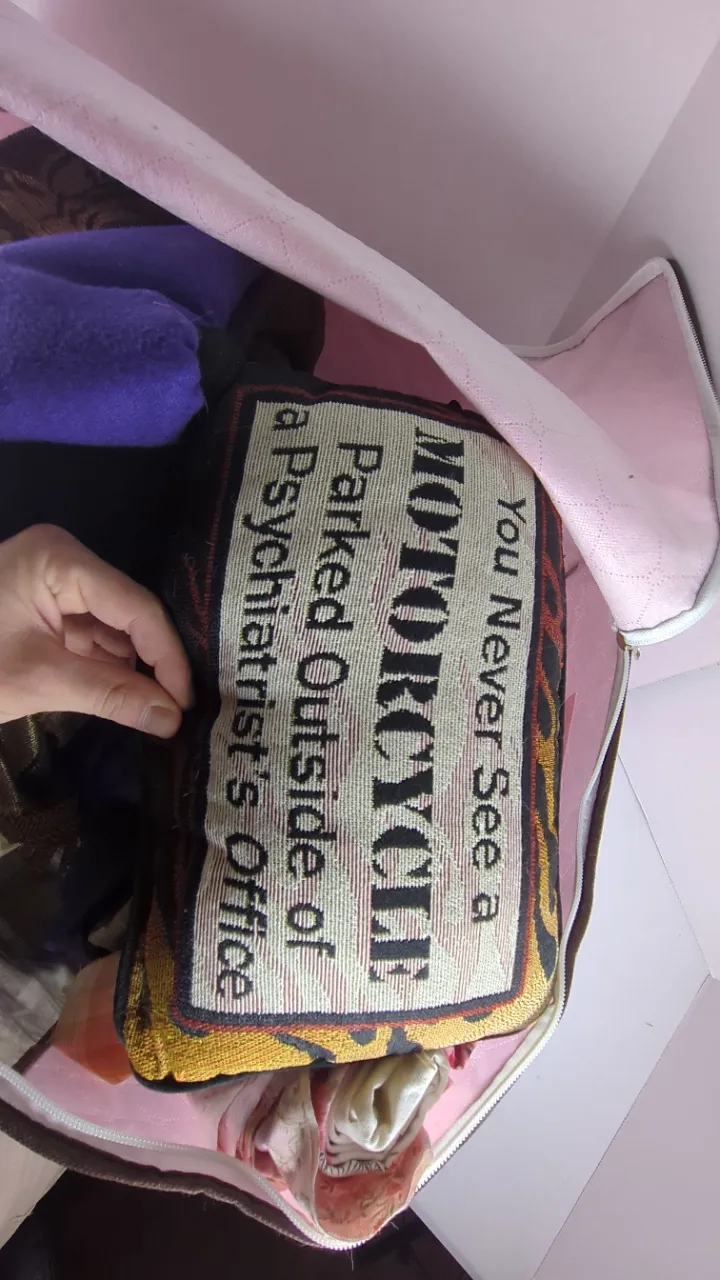 You Never See a
MOTORCYCLE
Parked Outside of
a Psychiatrist's Office